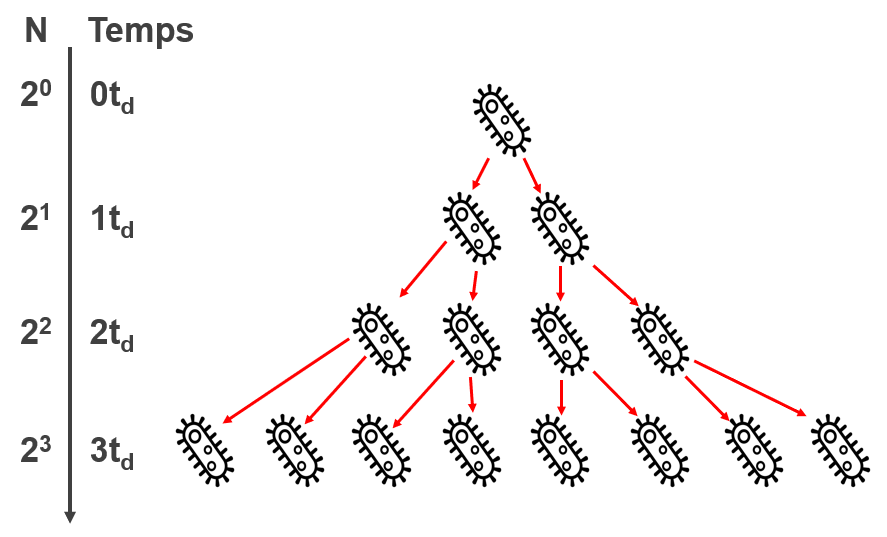 N Temps
2⁰ 0t_d
2¹ 1t_d
2² 2t_d
2³ 3t_d